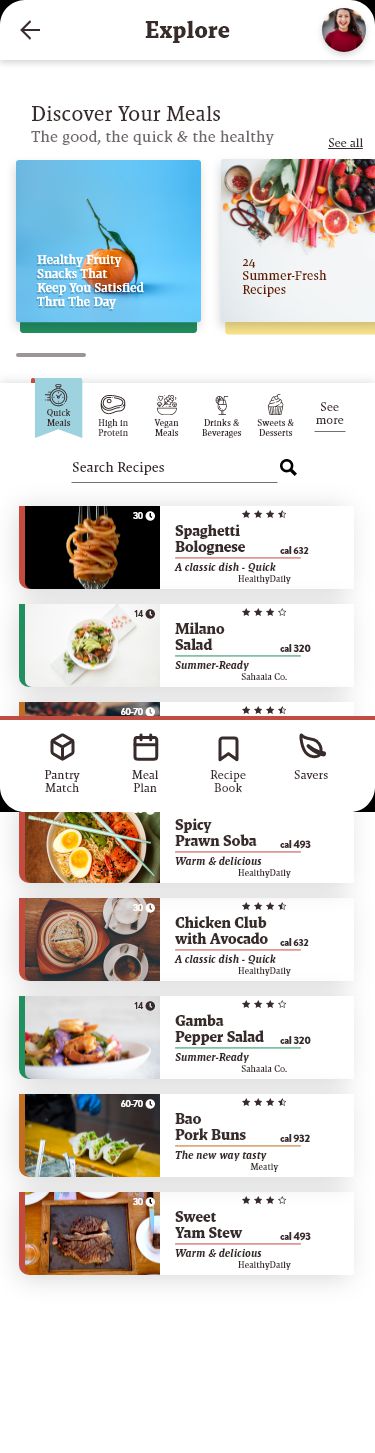 Explore
Discover Your Meals
The good, the quick & the healthy
See all
Healthy Fruity
Snacks That
Keep You Satisfied
Thru The Day
24
Summer-Fresh
Recipes
Quick
Meals
High in
Protein
Vegan
Meals
Drinks &
Beverages
Sweets &
Desserts
See
more
Search Recipes
30
Spaghetti
Bolognese
cal 632
A classic dish - Quick
HealthyDaily
14
Milano
Salad
cal 320
Summer-Ready
Sahaala Co.
60-70
Pantry
Match
Meal
Plan
Recipe
Book
Savers
Spicy
Prawn Soba
cal 493
Warm & delicious
HealthyDaily
30
Chicken Club
with Avocado
cal 632
A classic dish - Quick
HealthyDaily
14
Gamba
Pepper Salad
cal 320
Summer-Ready
Sahaala Co.
60-70
Bao
Pork Buns
cal 932
The new way tasty
Meatly
30
Sweet
Yam Stew
cal 493
Warm & delicious
HealthyDaily